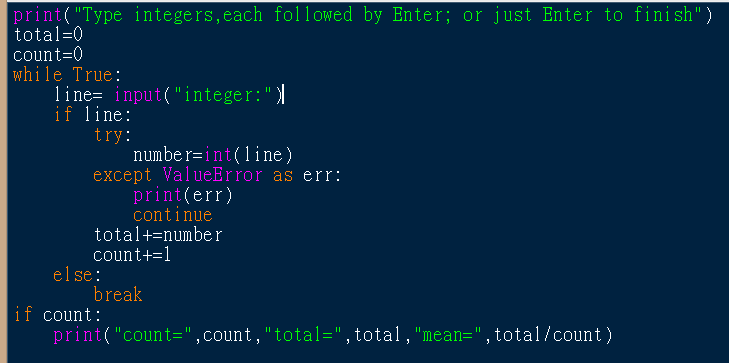 print("Type integers,each followed by Enter; or just Enter to finish")
total=0
count=0
while True:
    line= input("integer:")
    if line:
        try:
            number=int(line)
        except ValueError as err:
            print(err)
            continue
        total+=number
        count+=1
    else:
        break
if count:
    print("count=",count,"total=",total,"mean=",total/count)